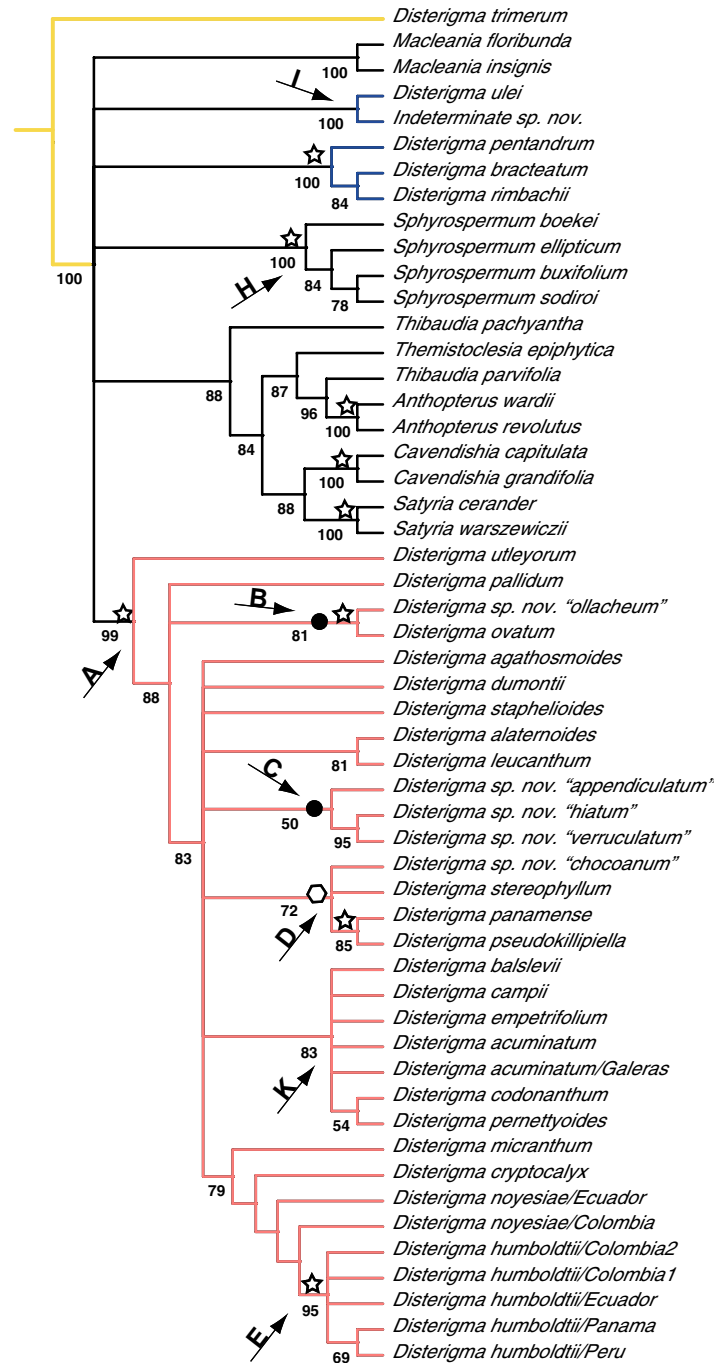 Disterigma trimerum
Macleania floribunda
100
Macleania insignis
I
Disterigma ulei
100
Indeterminate sp. nov.
Disterigma pentandrum
100
Disterigma bracteatum
84
Disterigma rimbachii
Sphyrospermum boekei
100
Sphyrospermum ellipticum
100
H
84
Sphyrospermum buxifolium
78
Sphyrospermum sodiroi
Thibaudia pachyantha
Themistoclesia epiphytica
88
87
Thibaudia parvifolia
96
Anthopterus wardii
84
100
Anthopterus revolutus
Cavendishia capitulata
100
Cavendishia grandifolia
88
Satyria cerander
100
Satyria warszewiczii
Disterigma utleyorum
Disterigma pallidum
B
Disterigma sp. nov. “ollacheum”
99
81
Disterigma ovatum
A
88
Disterigma agathosmoides
Disterigma dumontii
Disterigma staphelioides
Disterigma alaternoides
81
Disterigma leucanthum
C
Disterigma sp. nov. “appendiculatum”
50
Disterigma sp. nov. “hiatum”
95
Disterigma sp. nov. “verruculatum”
83
Disterigma sp. nov. “chocoanum”
Disterigma stereophyllum
72
D
Disterigma panamense
85
Disterigma pseudokillipiella
Disterigma balslevii
Disterigma campii
Disterigma empetrifolium
83
Disterigma acuminatum
K
Disterigma acuminatum/Galeras
Disterigma codonanthum
54
Disterigma pernettyoides
Disterigma micranthum
79
Disterigma cryptocalyx
Disterigma noyesiae/Ecuador
Disterigma noyesiae/Colombia
Disterigma humboldtii/Colombia2
Disterigma humboldtii/Colombia1
95
Disterigma humboldtii/Ecuador
E
Disterigma humboldtii/Panama
69
Disterigma humboldtii/Peru